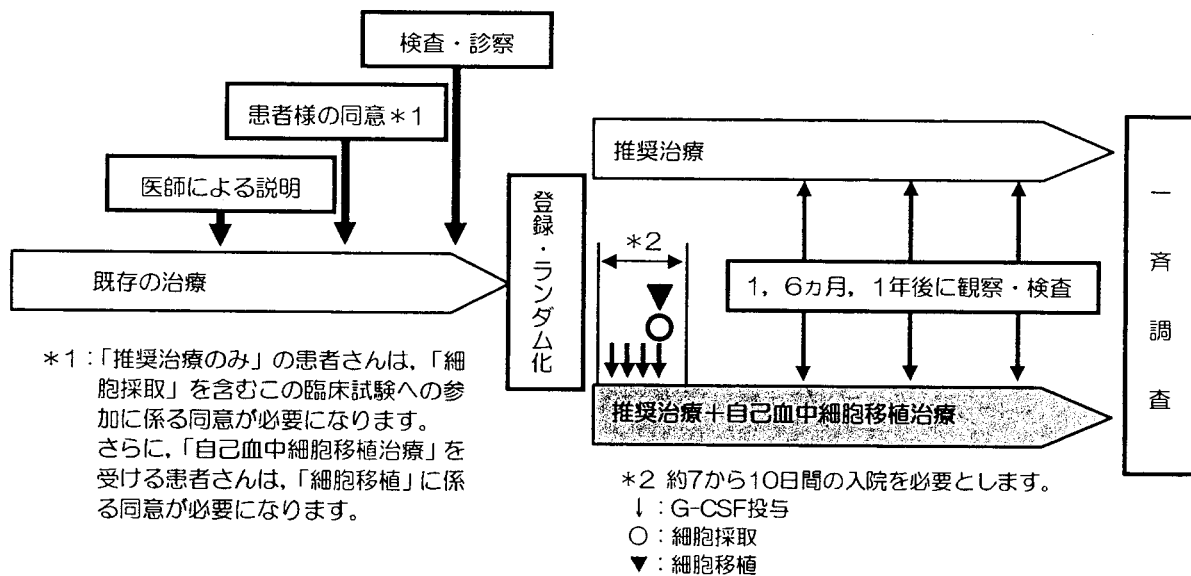 検査・診察
患者様の同意*1
医師による説明
既存の治療
登録・ランダム化
推奨治療
*2
1,6ヵ月,1年後に観察・検査
推奨治療+自己血中細胞移植治療
一斉調査
*1:「推奨治療のみ」の患者さんは,「細
胞採取」を含むこの臨床試験への参
加に係る同意が必要になります。
さらに,「自己血中細胞移植治療」を
受ける患者さんは,「細胞移植」に係
る同意が必要になります。
*2 約7から10日間の入院を必要とします。
↓:G-CSF投与
○:細胞採取
▼:細胞移植